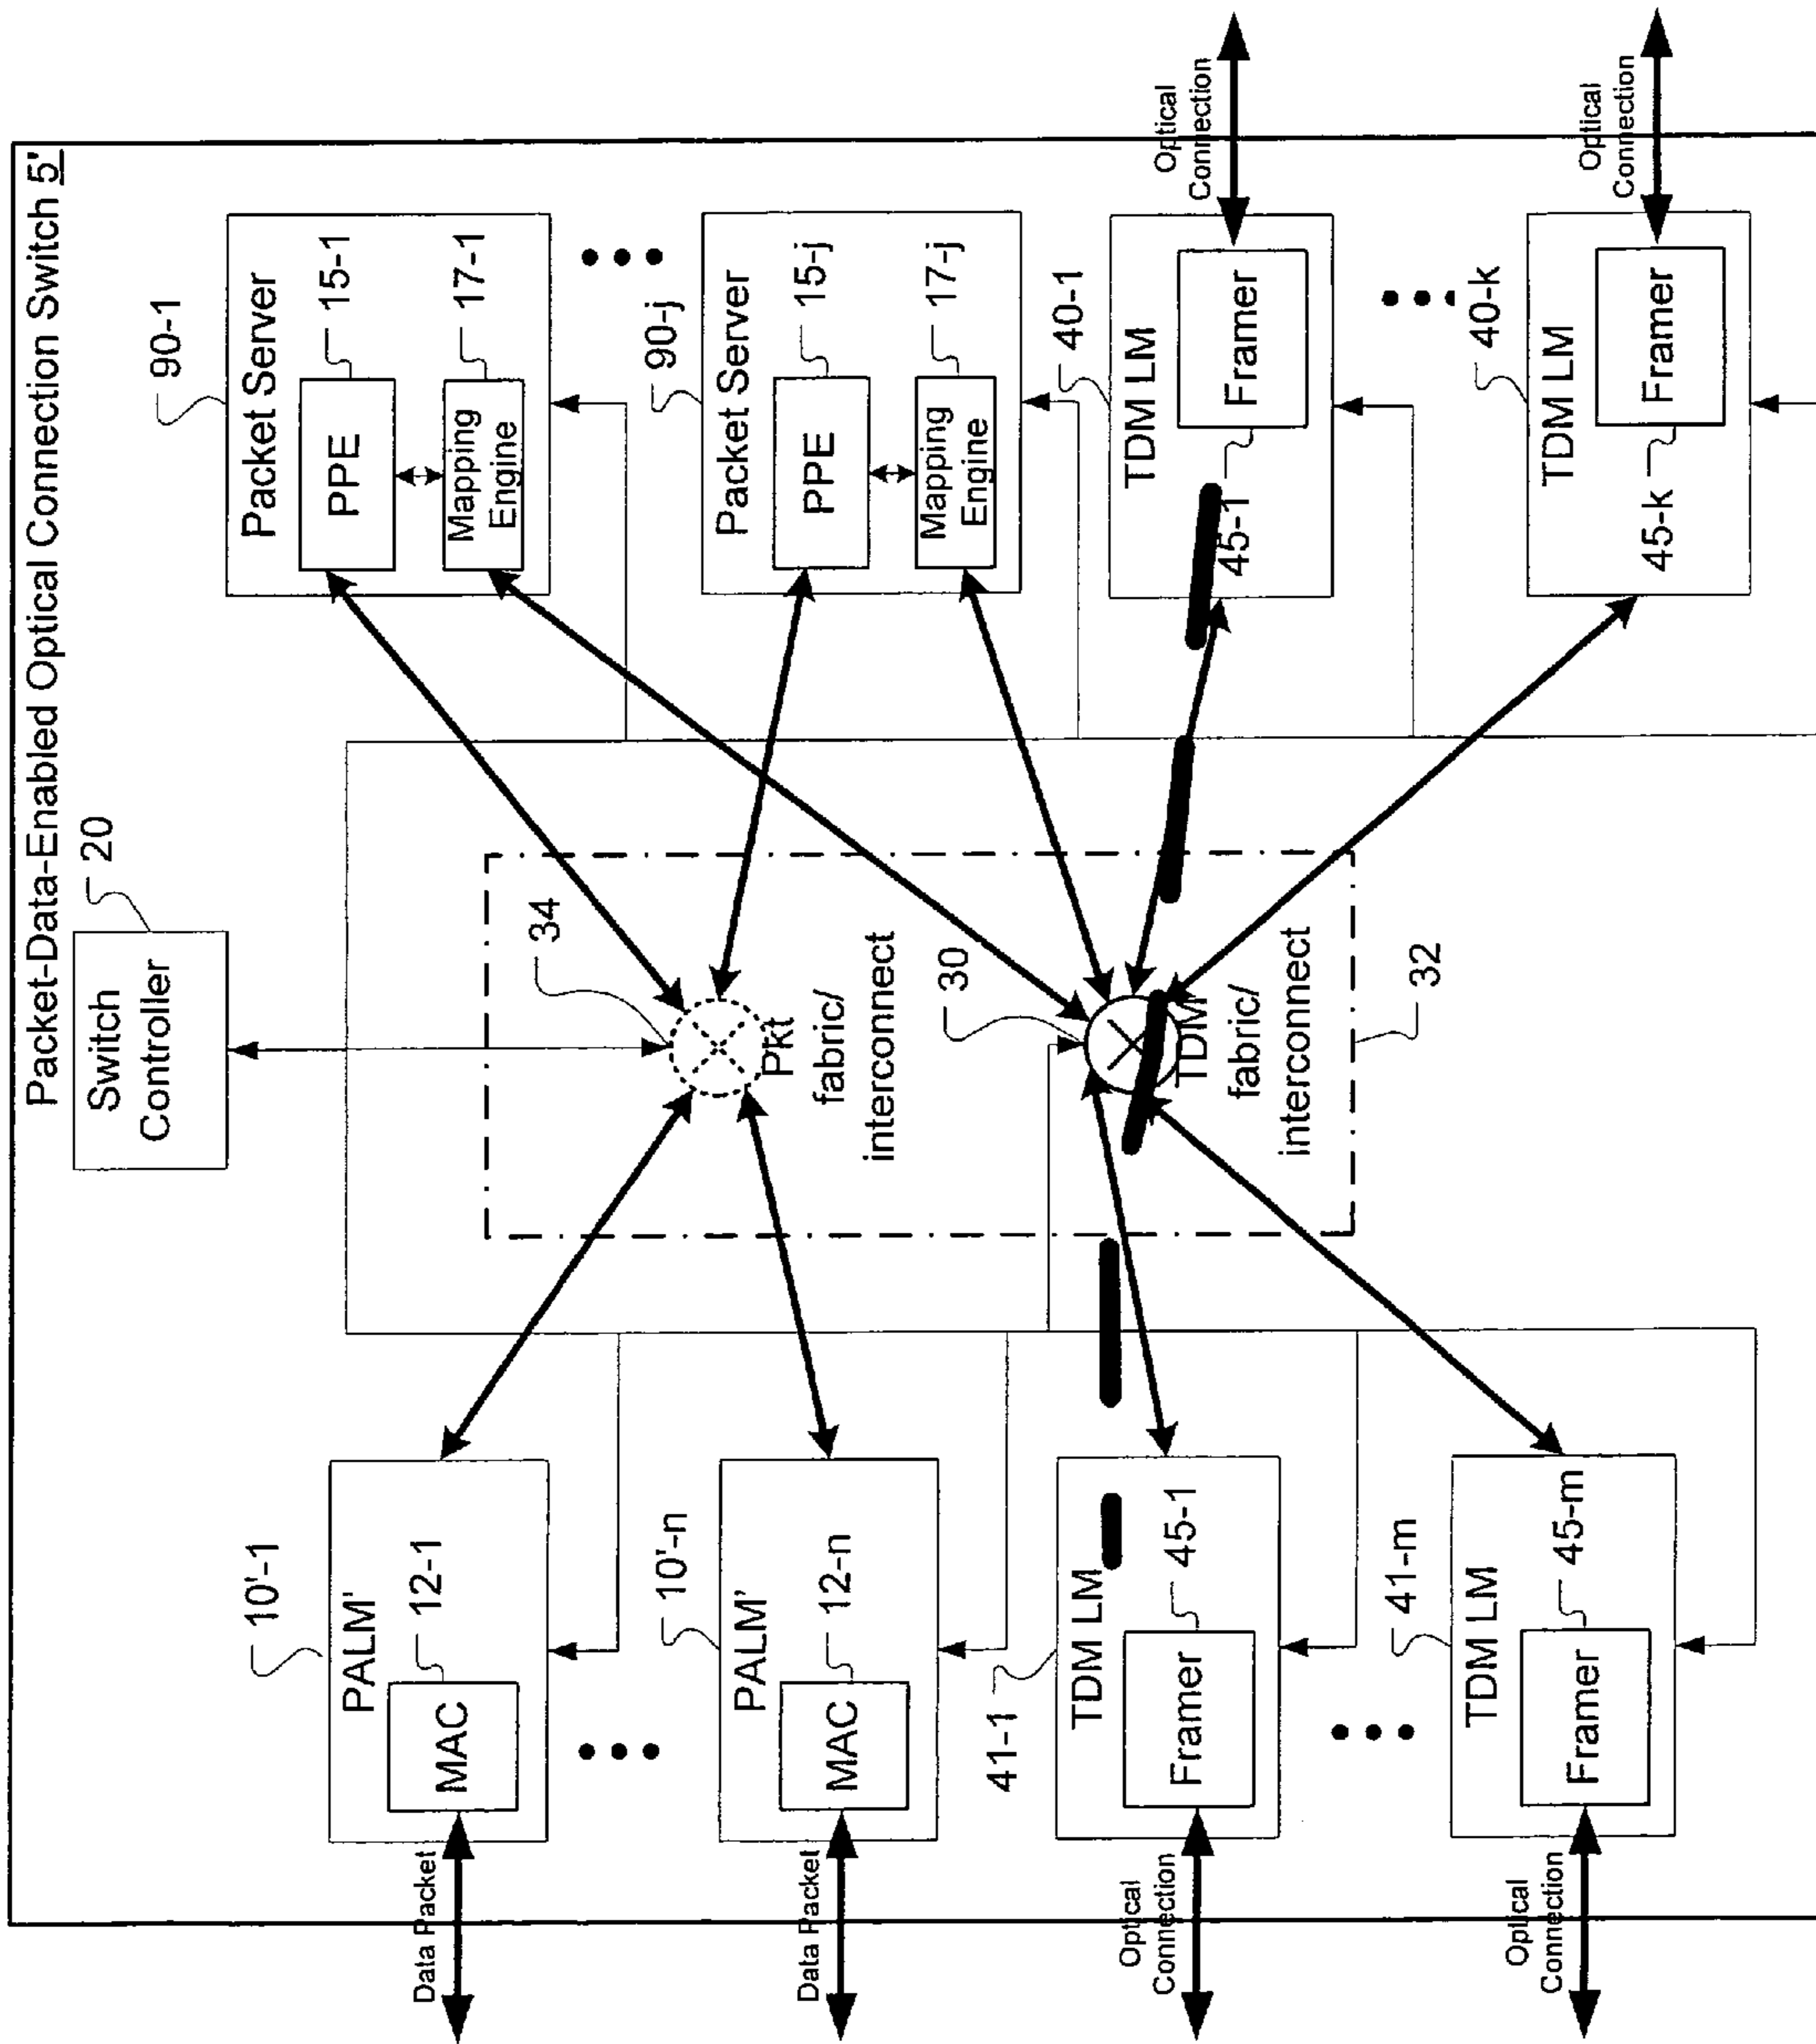 Packet-Data-Enabled Optical Connection Switch 5'
Switch
Controller
20
10'-1
PALM'
12-1
MAC
Data Packet
10'-n
PALM'
12-n
MAC
Data Packet
41-1
TDM LM
45-1
Framer
Optical
Connection
41-m
TDM LM
45-m
Framer
Optical
Connection
34
Pkt
fabric/
interconnect
30
TDM
fabric/
interconnect
32
90-1
Packet Server
PPE
15-1
Mapping
Engine
17-1
90-j
Packet Server
PPE
15-j
Mapping
Engine
17-j
40-1
TDM LM
45-1
Framer
Optical
Connection
40-k
TDM LM
45-k
Framer
Optical
Connection